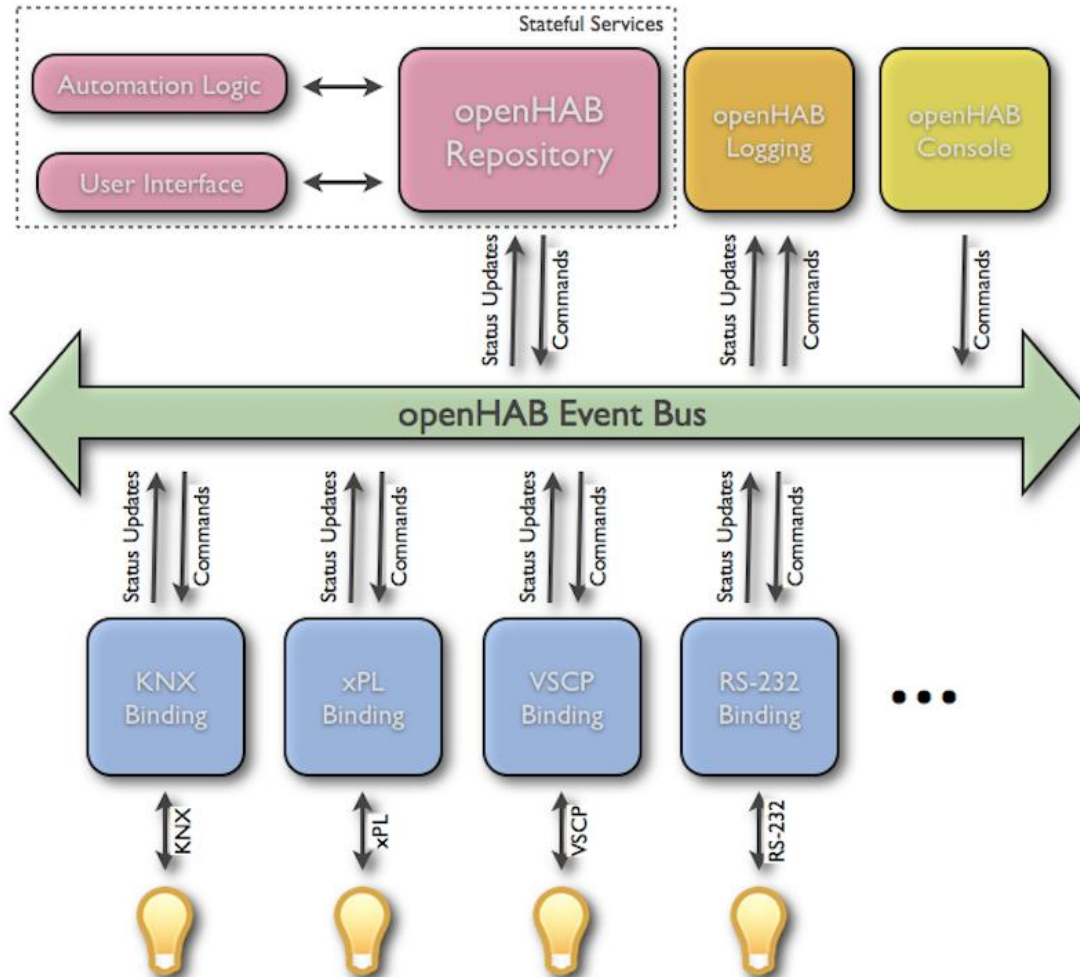 Stateful Services
Automation Logic
User Interface
openHAB
Repository
openHAB
Logging
openHAB
Console
Status Updates
Commands
Status Updates
Commands
Commands
openHAB Event Bus
Status Updates
Commands
Status Updates
Commands
Status Updates
Commands
Status Updates
Commands
KNX
Binding
xPL
Binding
VSCP
Binding
RS-232
Binding
...
KNX
xPL
VSCP
RS-232